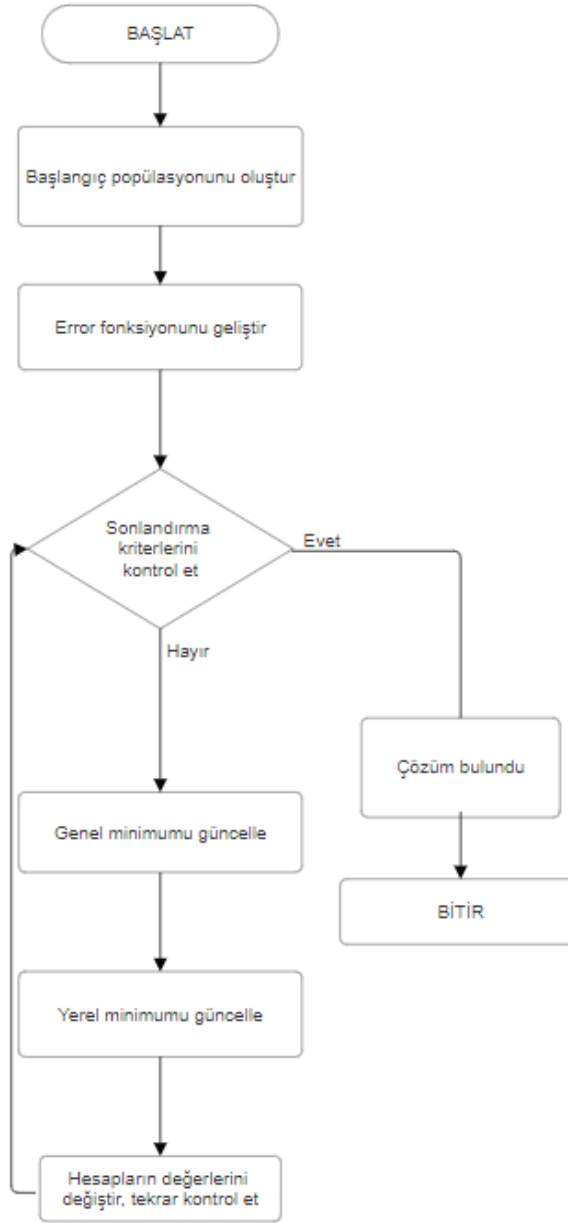 BAŞLAT
Başlangıç popülasyonunu oluştur
Error fonksiyonunu geliştir
Sonlandırma
kriterlerini
kontrol et
Evet
Hayır
Çözüm bulundu
Genel minimumu güncelle
BİTİR
Yerel minimumu güncelle
Hesapların değerlerini
değiştir, tekrar kontrol et